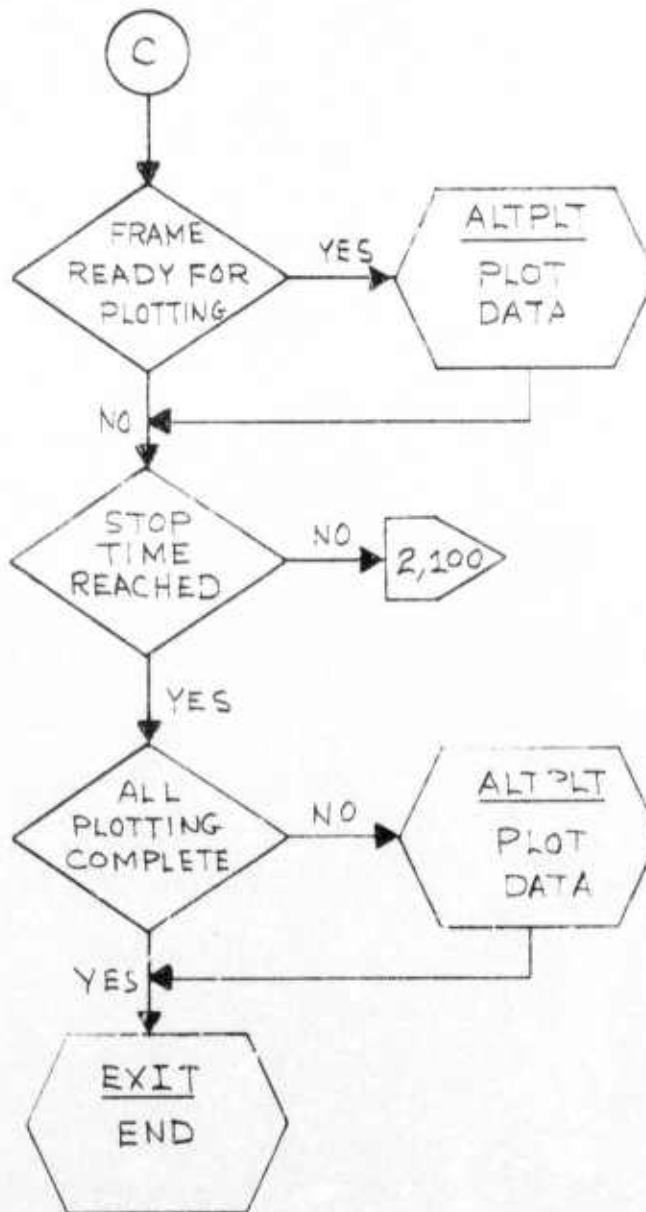 C
FRAME
READY FOR
PLOTTING
YES
ALTPLT
PLOT
DATA
NO
STOP
TIME
REACHED
NO
2,100
YES
ALL
PLOTTING
COMPLETE
NO
ALTPLT
PLOT
DATA
YES
EXIT
END